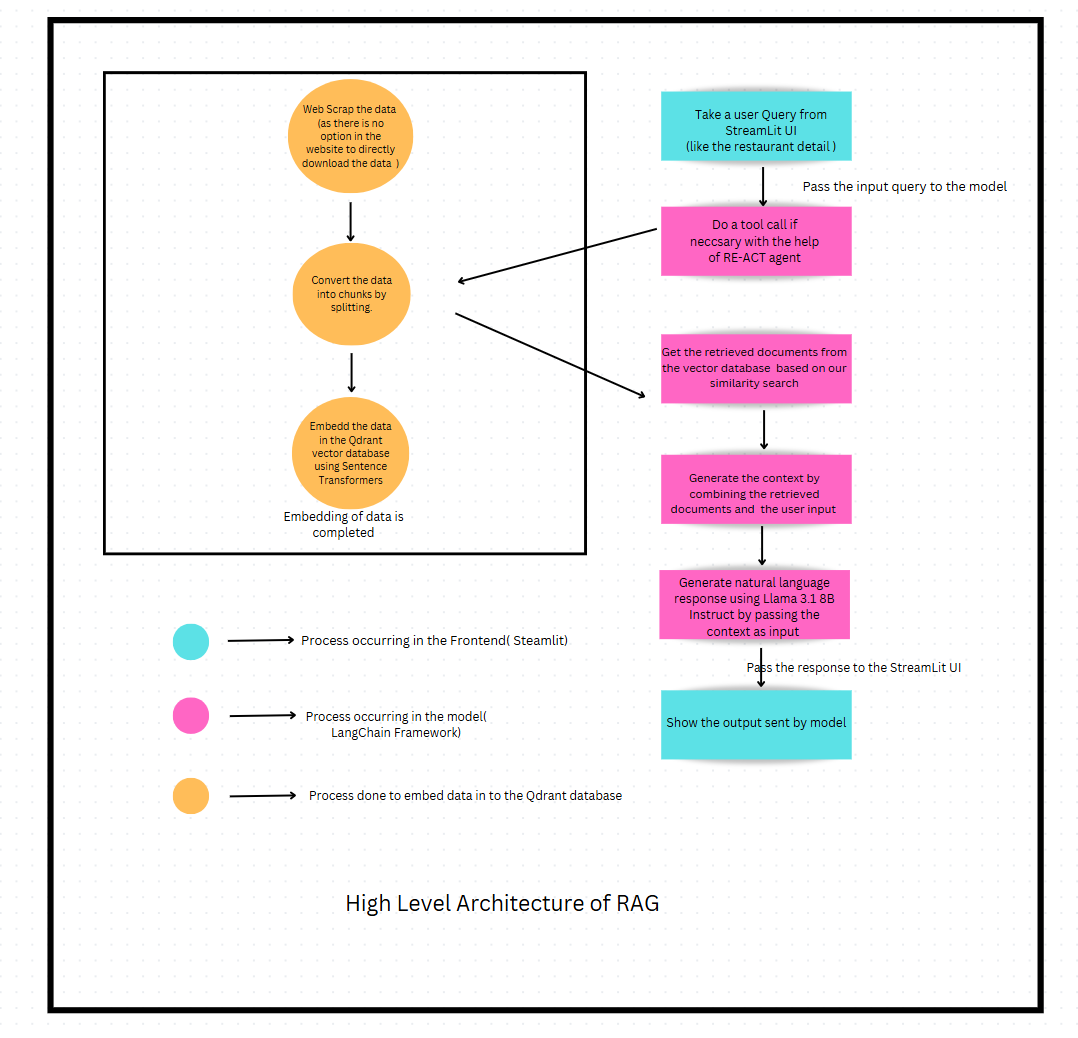 Web Scrap the data
(as there is no
option in the
website to directly
download the data )
Convert the data
into chunks by
splitting.
Embedd the data
in the Qdrant
vector database
using Sentence
Transformers
Embedding of data is
completed
Take a user Query from
StreamLit UI
(like the restaurant detail )
Pass the input query to the model
Do a tool call if
neccsary with the help
of RE-ACT agent
Get the retrieved documents from
the vector database based on our
similarity search
Generate the context by
combining the retrieved
documents and the user input
Generate natural language
response using Llama 3.1 8B
Instruct by passing the
context as input
Pass the response to the StreamLit UI
Show the output sent by model
Process occurring in the Frontend( Steamlit)
Process occurring in the model(
LangChain Framework)
Process done to embed data in to the Qdrant database
High Level Architecture of RAG